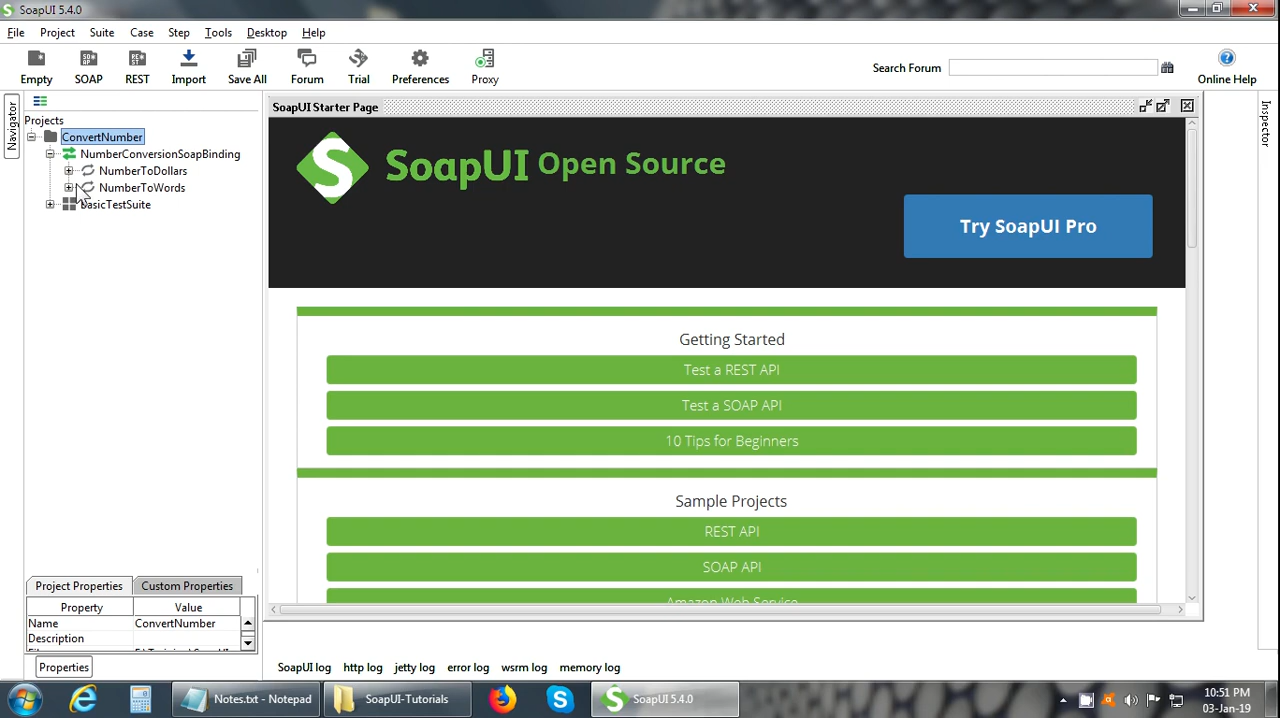 SoapUI 5.4.0
File Project Suite Case Step Tools Desktop Help
Empty SOAP REST Import Save All Forum Trial Preferences Proxy Search Forum Online Help
Navigator
Projects
ConvertNumber
NumberConversionSoapBinding
NumberToDollars
NumberToWords
BasicTestSuite
SoapUI Starter Page
SoapUI Open Source
Try SoapUI Pro
Getting Started
Test a REST API
Test a SOAP API
10 Tips for Beginners
Sample Projects
REST API
SOAP API
Amazon Web Service
Inspector
Project Properties Custom Properties
Property Value
Name ConvertNumber
Description
Properties
SoapUI log http log jetty log error log wsrm log memory log
Notes.txt - Notepad SoapUI-Tutorials SoapUI 5.4.0
10:51 PM
03-Jan-19